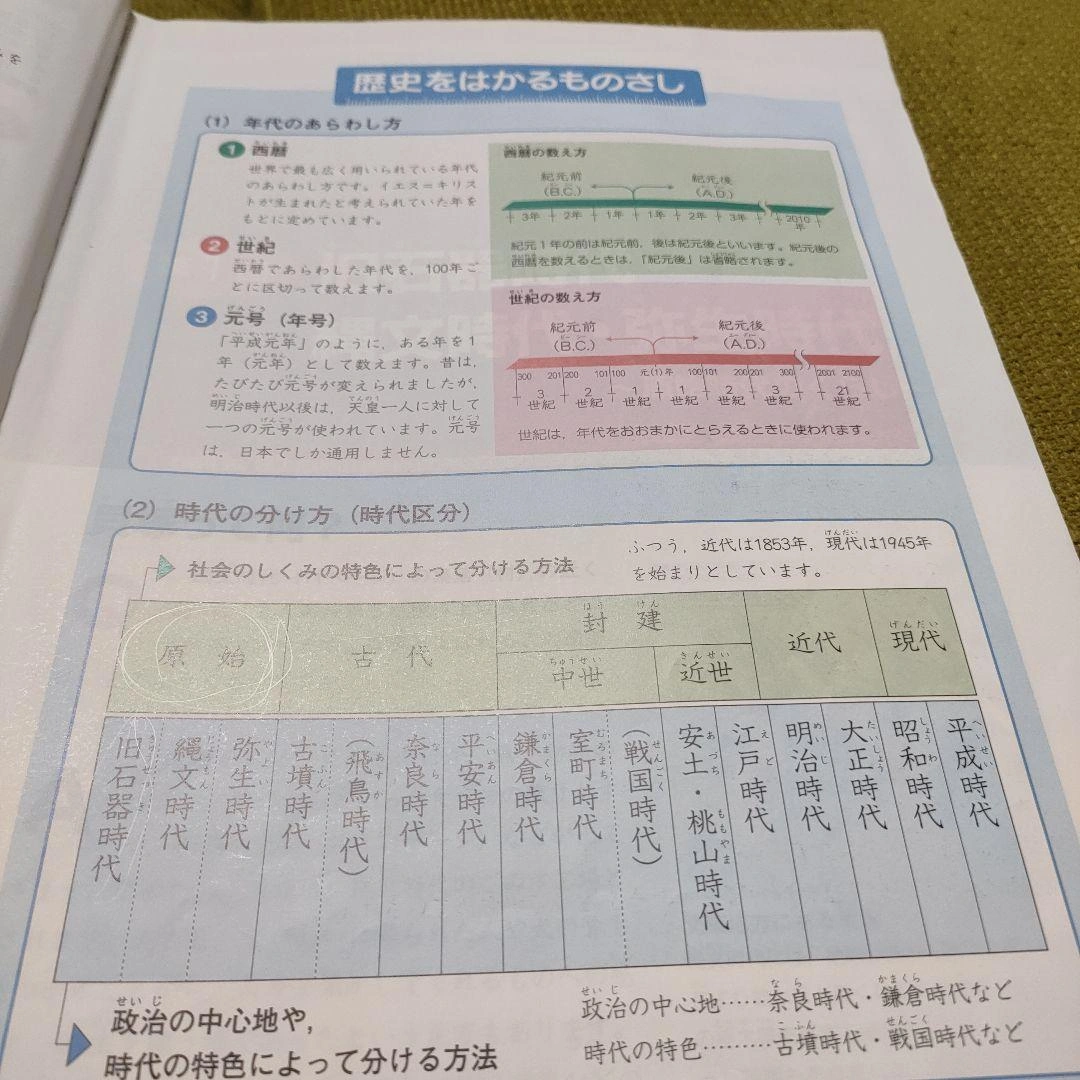 歴史をはかるものさし
(1) 年代のあらわし方
1 西暦
世界で最も広く用いられている年代
のあらわし方です。イエス=キリス
トが生まれたと考えられていた年を
もとに定めています。
2 世紀
西暦であらわした年代を，100年ご
とに区切って数えます。
3 元号（年号）
「平成元年」のように，ある年を1
年（元年）として数えます。昔は，
たびたび元号が変えられましたが，
明治時代以後は，天皇一人に対して
一つの元号が使われています。元号
は，日本でしか通用しません。
西暦の数え方
紀元前 紀元後
(B.C.) (A.D.)
3年 2年 1年 1年 2年 3年 2010年
紀元1年の前は紀元前，後は紀元後といいます。紀元後の
西暦を数えるときは，「紀元後」は省略されます。
世紀の数え方
紀元前 紀元後
(B.C.) (A.D.)
300 201 200 101 100 元(1)年 100 101 200 201 300 2001 2100
3世紀 2世紀 1世紀 1世紀 2世紀 3世紀 21世紀
世紀は，年代をおおまかにとらえるときに使われます。
(2) 時代の分け方（時代区分）
社会のしくみの特色によって分ける方法
ふつう，近代は1853年，現代は1945年
を始まりとしています。
原始 古代 封建 近代 現代
中世 近世
旧石器時代
縄文時代
弥生時代
古墳時代
（飛鳥時代）
奈良時代
平安時代
鎌倉時代
室町時代
（戦国時代）
安土・桃山時代
江戸時代
明治時代
大正時代
昭和時代
平成時代
政治の中心地や，
時代の特色によって分ける方法
政治の中心地……奈良時代・鎌倉時代など
時代の特色………古墳時代・戦国時代など